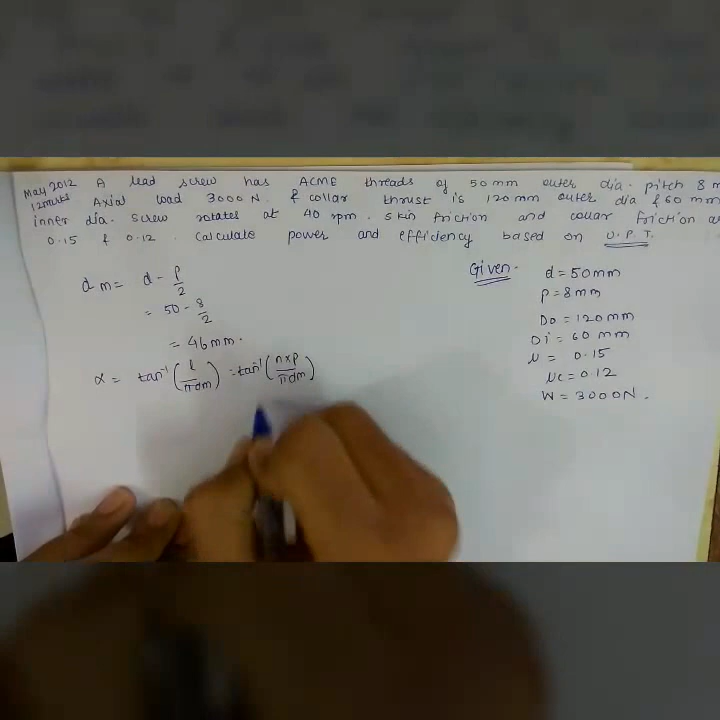 May 2012 A lead screw has ACME threads of 50mm outer dia. pitch 8 m
12marks Axial load 3000 N. & collar thrust is 120 mm outer dia & 60 mm
inner dia. Screw rotates at 40 rpm. Skin friction and collar friction a
0.15 & 0.12. Calculate power and efficiency based on U.P.T.
Given.
d = 50mm
p = 8mm
Do = 120mm
Di = 60 mm
μ = 0.15
μc = 0.12
W = 3000N.
dm = d - p/2
= 50 - 8/2
= 46mm.
α = tan⁻¹ (l/πdm) = tan⁻¹ (n×p/πdm)